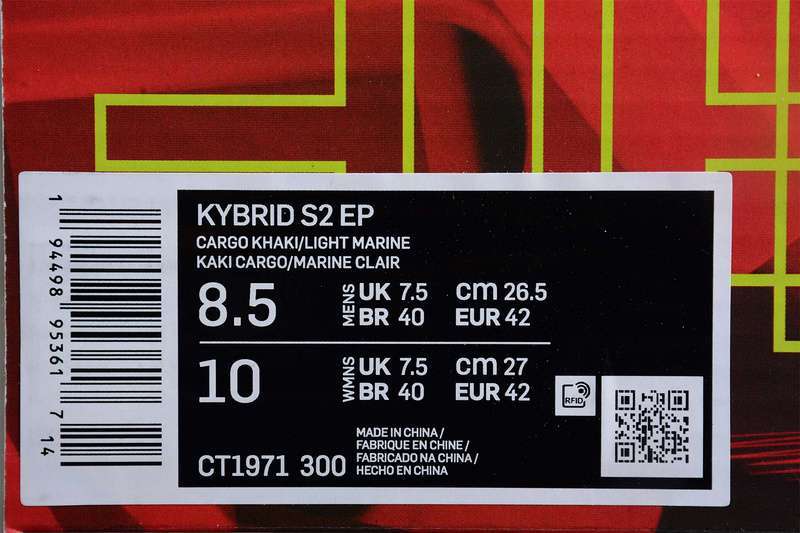 KYBRID S2 EP
CARGO KHAKI/LIGHT MARINE
KAKI CARGO/MARINE CLAIR
8.5 MENS UK 7.5 cm 26.5
BR 40 EUR 42
10 WMNS UK 7.5 cm 27
BR 40 EUR 42
RFID
CT1971 300
MADE IN CHINA /
FABRIQUE EN CHINE /
FABRICADO NA CHINA /
HECHO EN CHINA
1 94498 95361 7 14